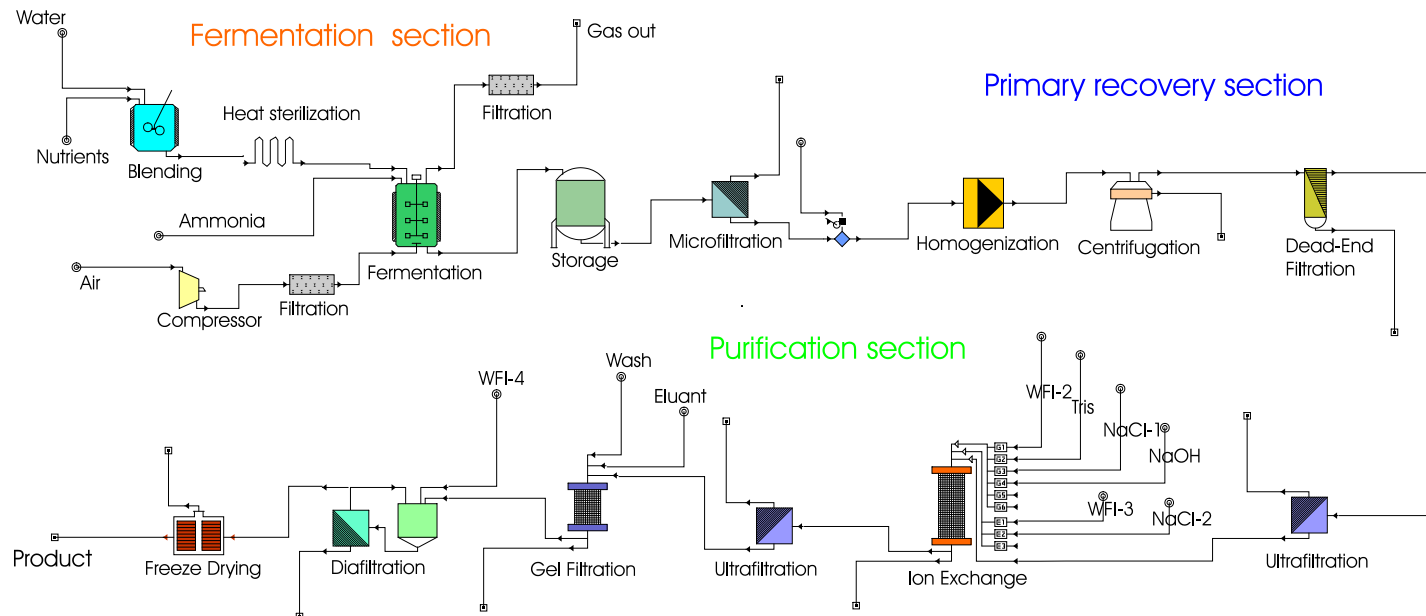 Water
Fermentation section
Gas out
Primary recovery section
Heat sterilization
Filtration
Nutrients
Blending
Ammonia
Microfiltration
Homogenization
Centrifugation
Storage
Dead-End
Filtration
Fermentation
Air
Filtration
Compressor
Purification section
Wash
WFI-4
Eluant
WFI-2
Tris
NaCl-1
NaOH
G1
G2
G3
G4
G5
G6
E1
E2
E3
WFI-3
NaCl-2
Product
Freeze Drying
Diafiltration
Gel Filtration
Ultrafiltration
Ion Exchange
Ultrafiltration